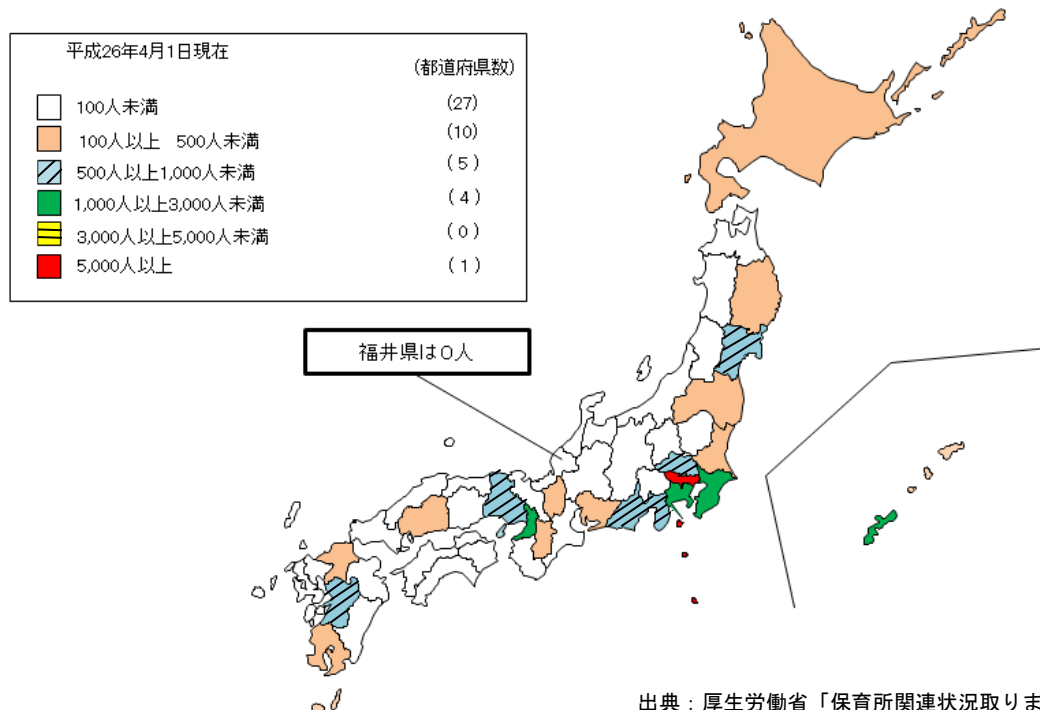 平成26年4月1日現在
(都道府県数)
100人未満 (27)
100人以上 500人未満 (10)
500人以上1,000人未満 (5)
1,000人以上3,000人未満 (4)
3,000人以上5,000人未満 (0)
5,000人以上 (1)
福井県は0人
出典：厚生労働省「保育所関連状況取りま